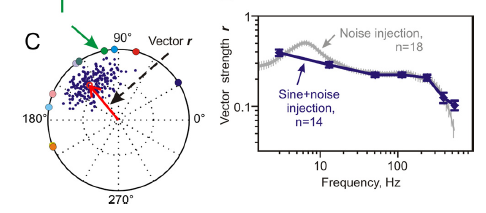 C
90°
Vector r
180°
0°
270°
Vector strength r
1
0.1
Noise injection,
n=18
Sine+noise
injection,
n=14
10
100
Frequency, Hz